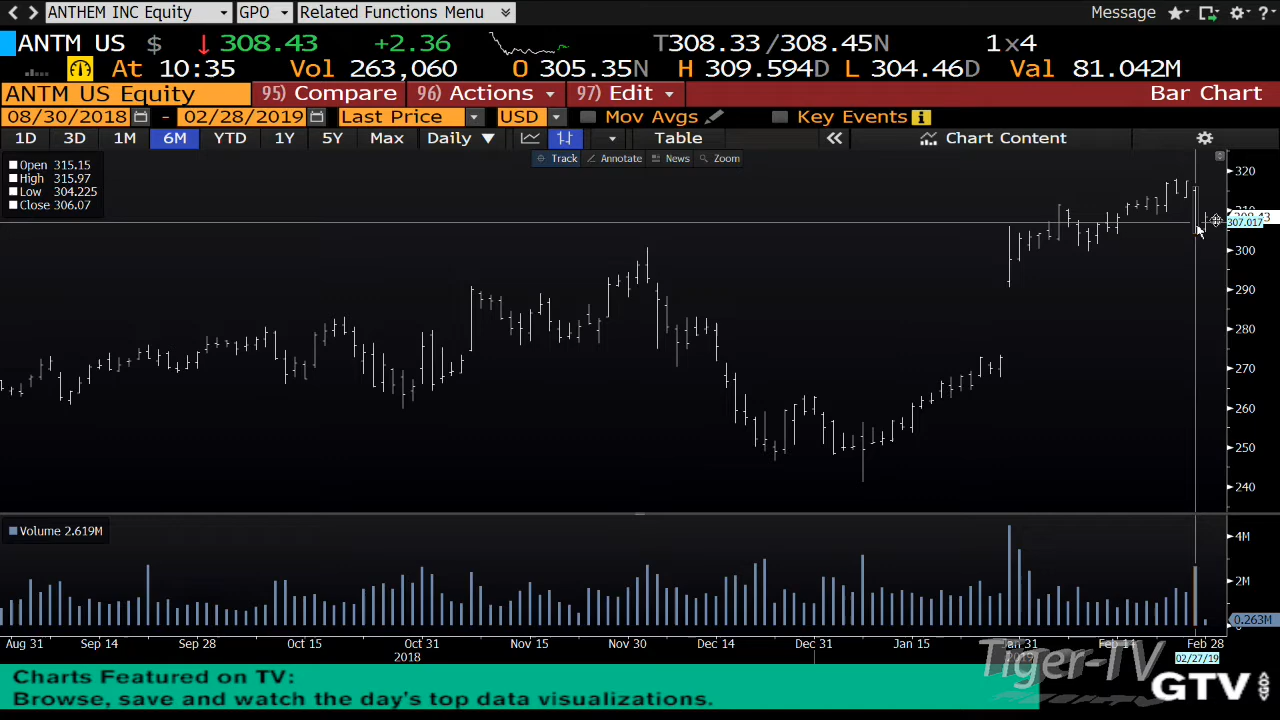 ANTHEM INC Equity GPO Related Functions Menu Message ?
ANTM US $ 308.43 +2.36 T308.33/308.45N 1x4
At 10:35 Vol 263,060 O 305.35N H 309.594D L 304.46D Val 81.042M
ANTM US Equity 95) Compare 96) Actions 97) Edit Bar Chart
08/30/2018 - 02/28/2019 Last Price USD Mov Avgs Key Events i
1D 3D 1M 6M YTD 1Y 5Y Max Daily Table Chart Content
Track Annotate News Zoom
Open 315.15
High 315.97
Low 304.225
Close 306.07
320
307.017
300
290
280
270
260
250
240
Volume 2.619M
4M
2M
0.263M
Aug 31 Sep 14 Sep 28 Oct 15 Oct 31 Nov 15 Nov 30 Dec 14 Dec 31 Jan 15 Jan 31 Feb 14 Feb 28
2018 2019 02/27/19
Charts Featured on TV:
Browse, save and watch the day's top data visualizations.
Tiger-TV
GTV